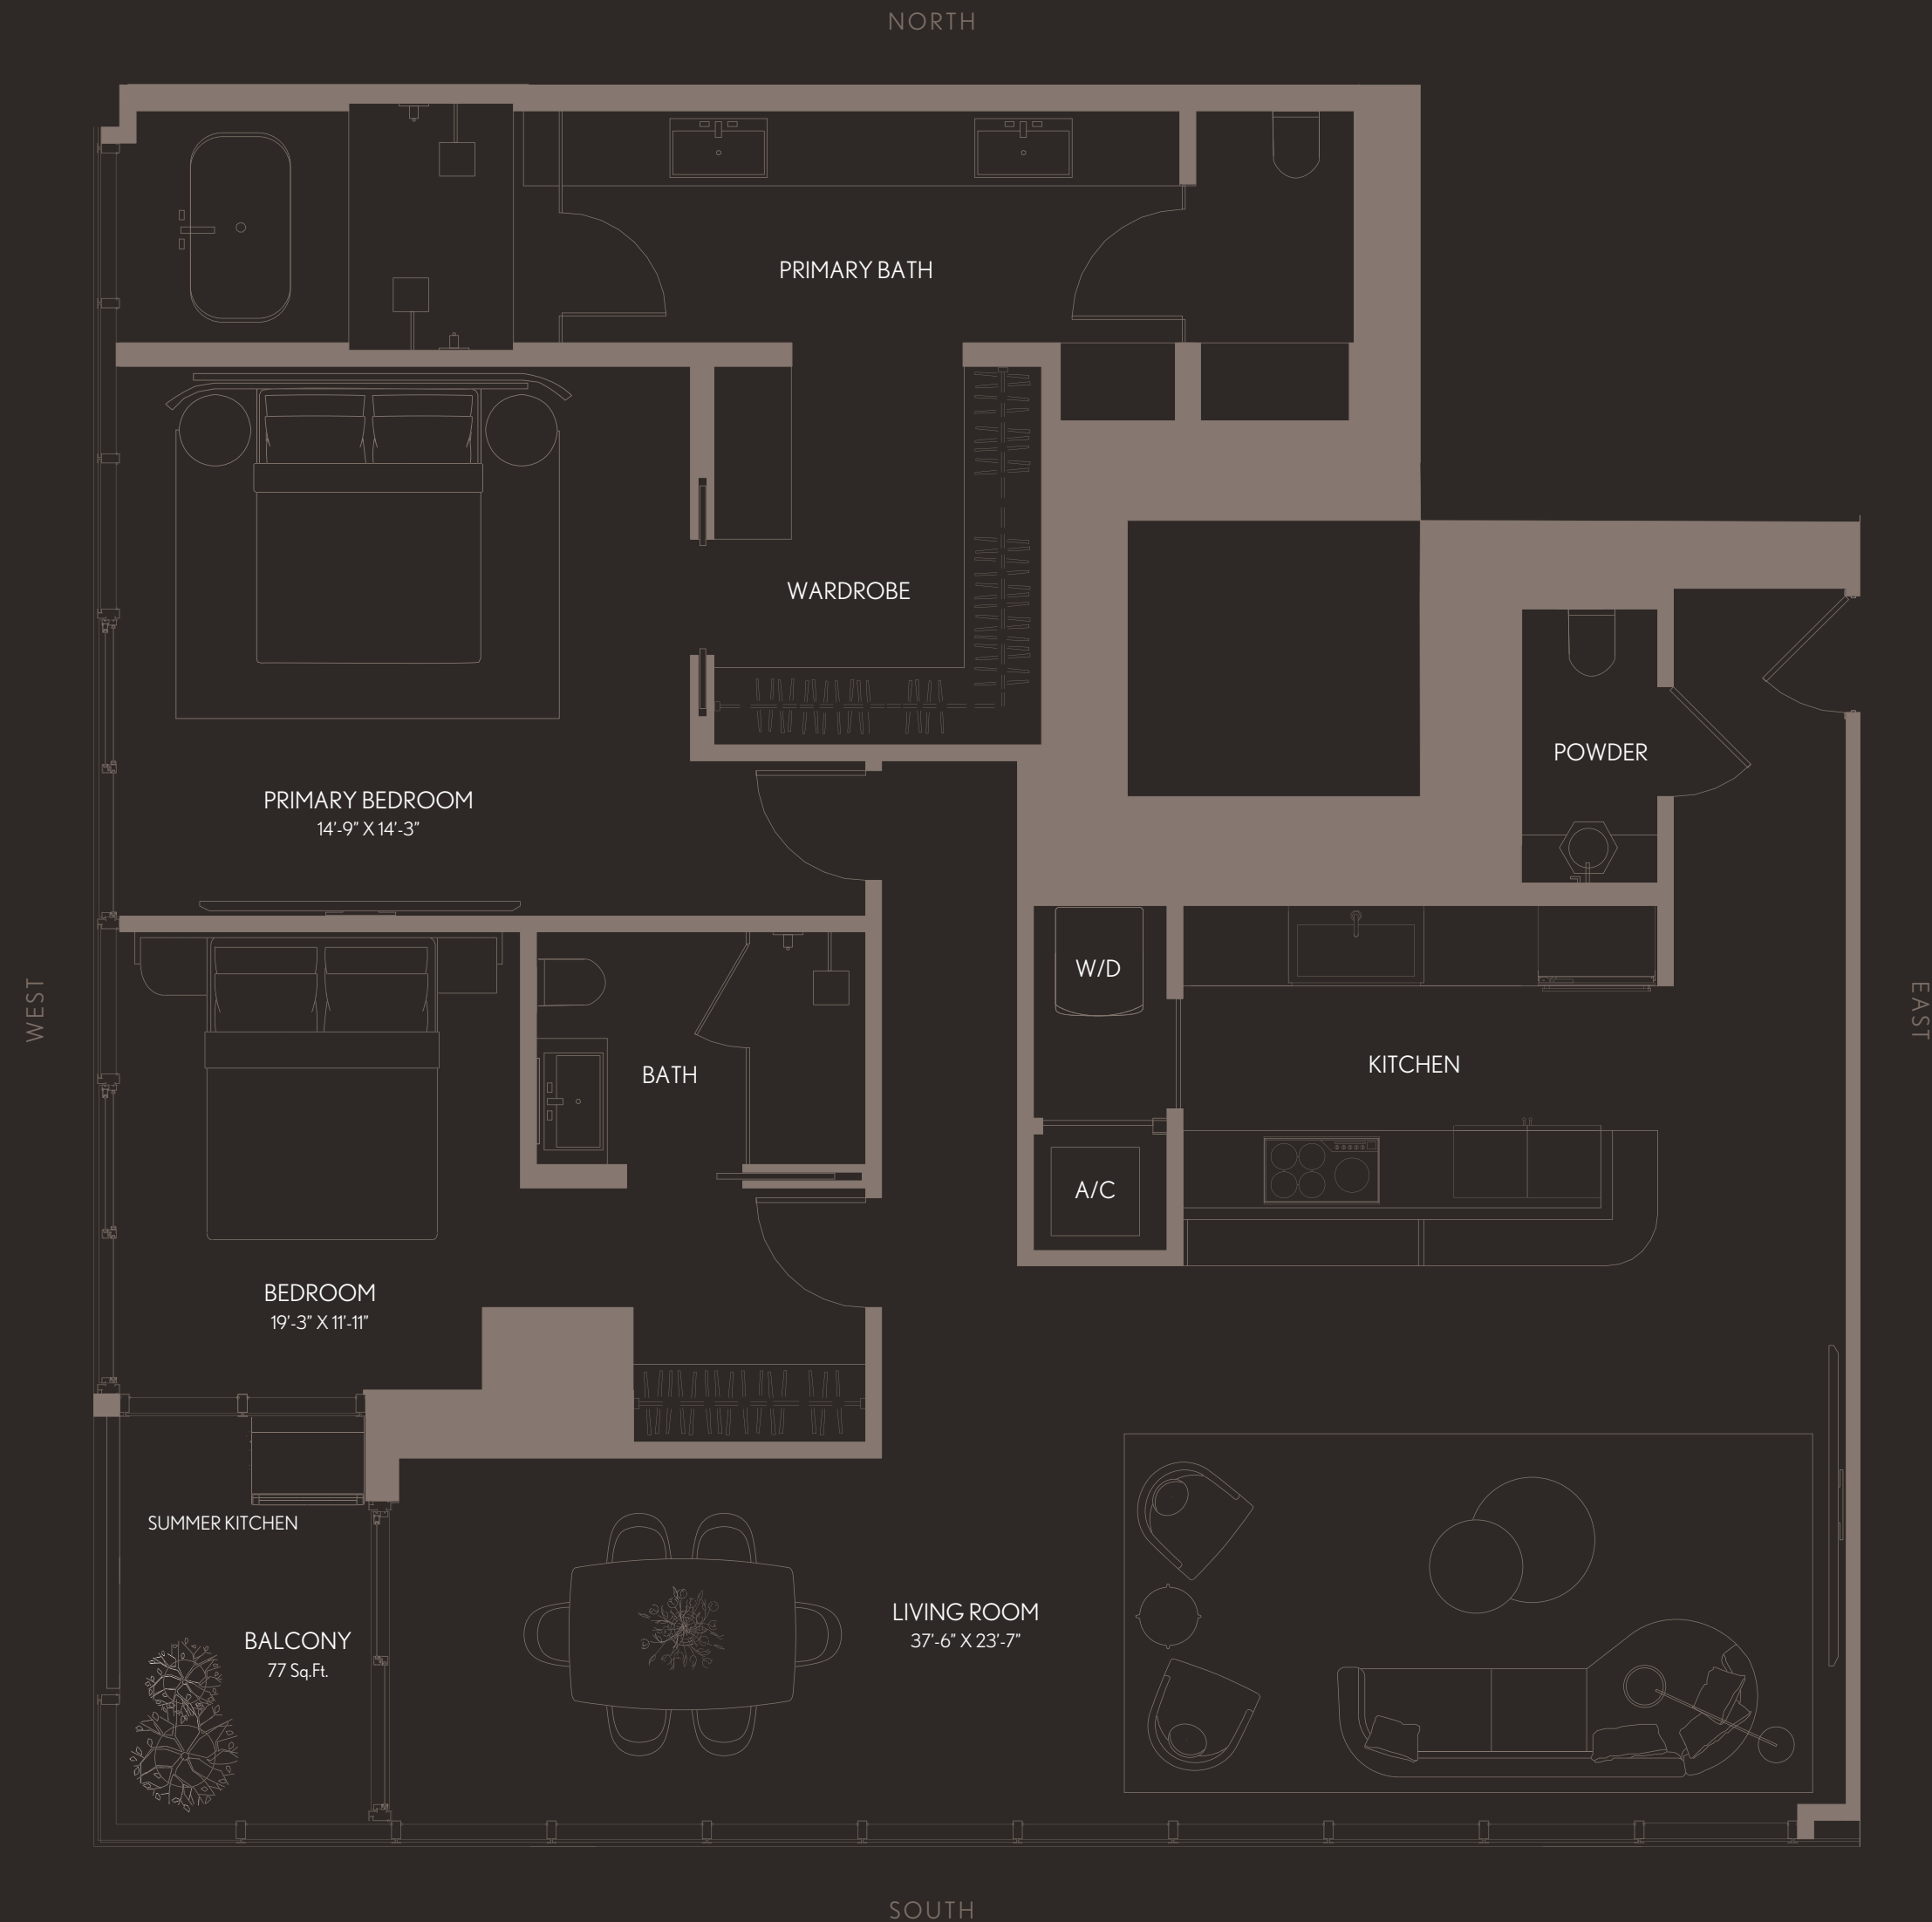 NORTH
PRIMARY BATH
WARDROBE
POWDER
PRIMARY BEDROOM
14'-9" X 14'-3"
W/D
WEST
EAST
KITCHEN
BATH
A/C
BEDROOM
19'-3" X 11'-11"
SUMMER KITCHEN
LIVING ROOM
37'-6" X 23'-7"
BALCONY
77 Sq.Ft.
SOUTH